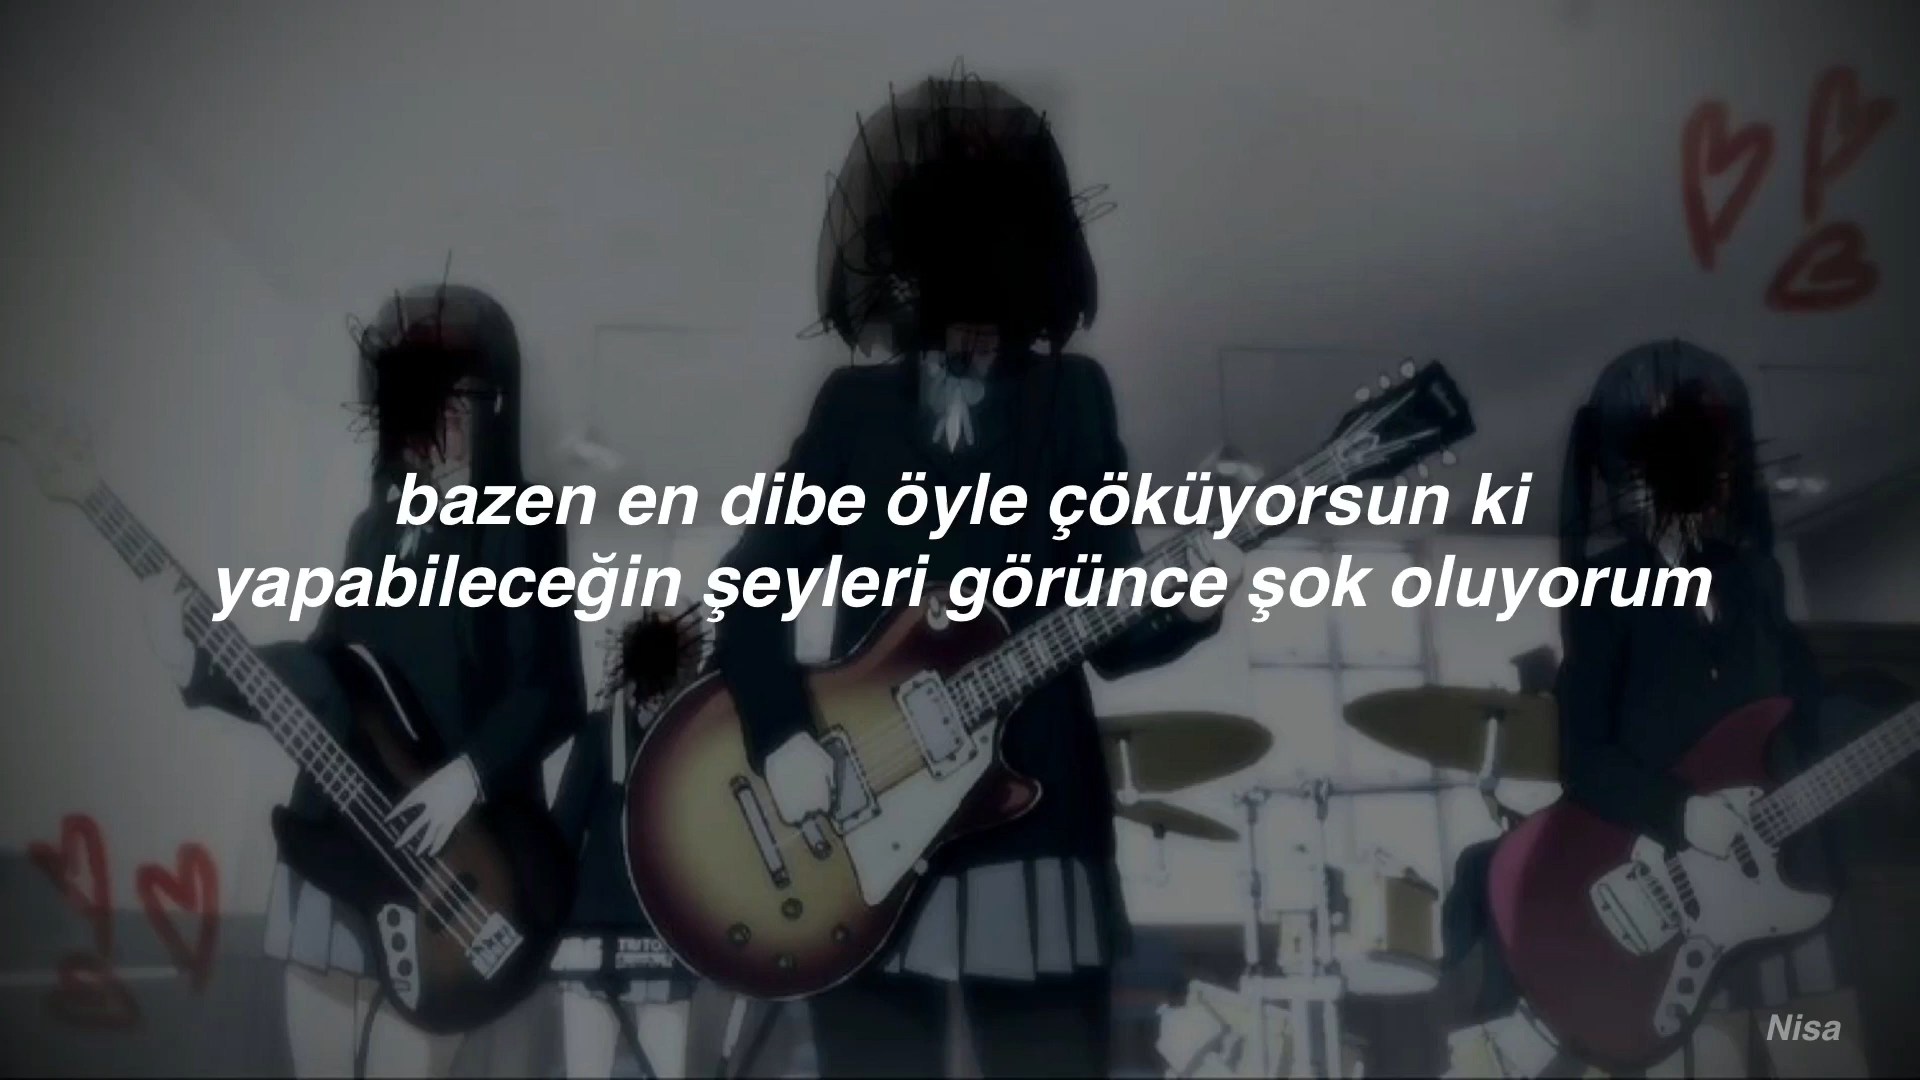 bazen en dibe öyle çöküyorsun ki
yapabileceğin şeyleri görünce şok oluyorum
Nisa